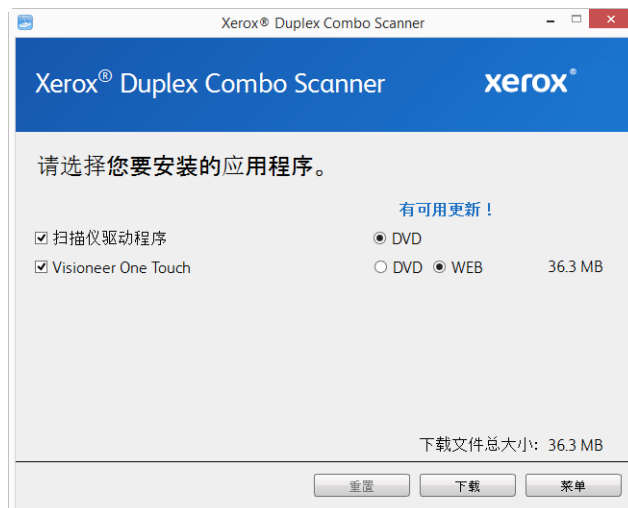 Xerox® Duplex Combo Scanner
Xerox® Duplex Combo Scanner xerox®
请选择您要安装的应用程序。
有可用更新！
扫描仪驱动程序 DVD
Visioneer One Touch DVD WEB 36.3 MB
下载文件总大小: 36.3 MB
重置 下载 菜单